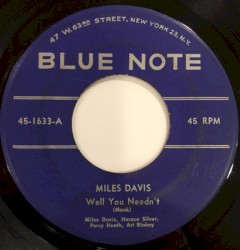 47 W. 63RD STREET, NEW YORK 23, N.Y.
BLUE NOTE
45-1633-A
45 RPM
MILES DAVIS
Well You Needn't
(Monk)
Miles Davis, Horace Silver,
Percy Heath, Art Blakey